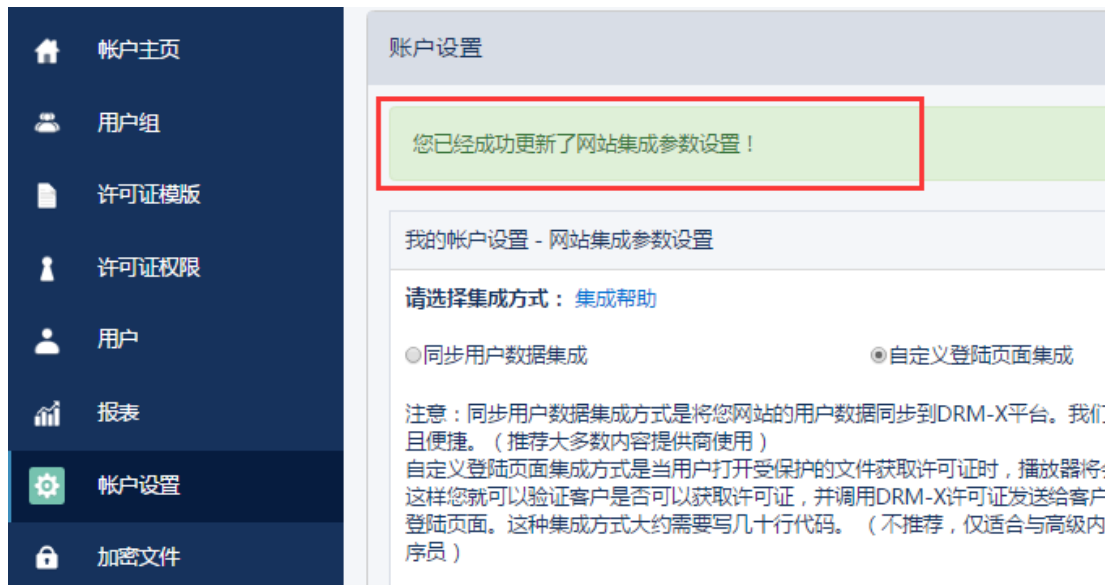 帐户主页
用户组
许可证模版
许可证权限
用户
报表
帐户设置
加密文件
账户设置
您已经成功更新了网站集成参数设置！
我的帐户设置 - 网站集成参数设置
请选择集成方式： 集成帮助
同步用户数据集成 自定义登陆页面集成
注意：同步用户数据集成方式是将您网站的用户数据同步到DRM-X平台。我们
且便捷。（推荐大多数内容提供商使用）
自定义登陆页面集成方式是当用户打开受保护的文件获取许可证时，播放器将会
这样您就可以验证客户是否可以获取许可证，并调用DRM-X许可证发送给客户
登陆页面。这种集成方式大约需要写几十行代码。 （不推荐，仅适合与高级内
序员）